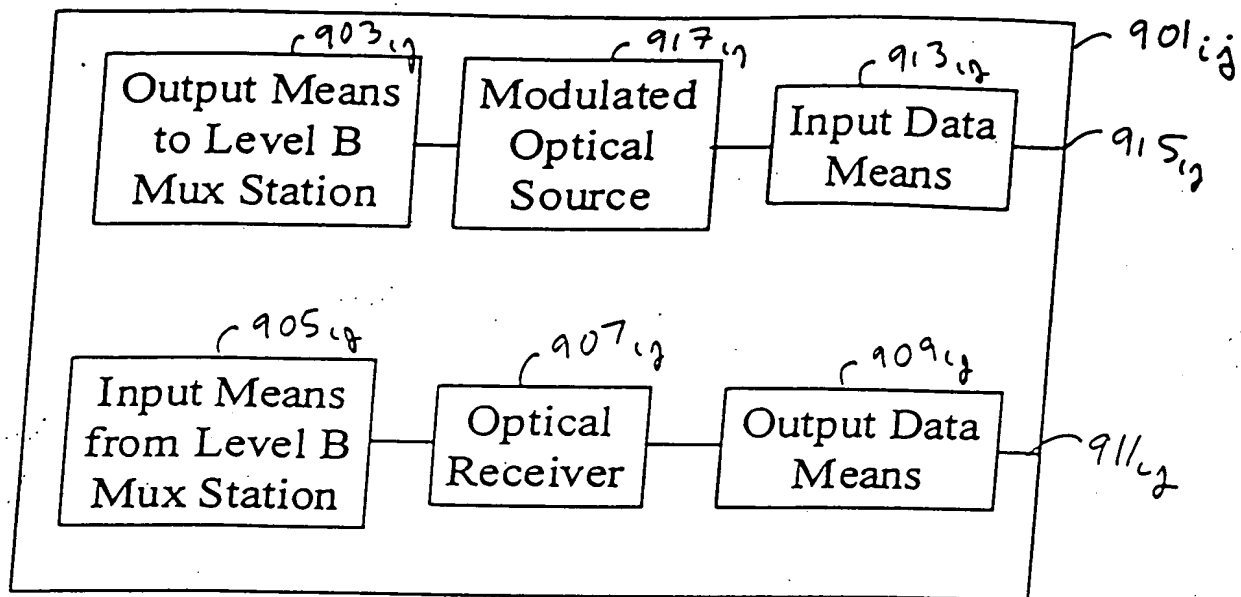 903ij
917ij
913ij
901ij
Output Means
to Level B
Mux Station
Modulated
Optical
Source
Input Data
Means
915ij
905ij
907ij
909ij
Input Means
from Level B
Mux Station
Optical
Receiver
Output Data
Means
911ij